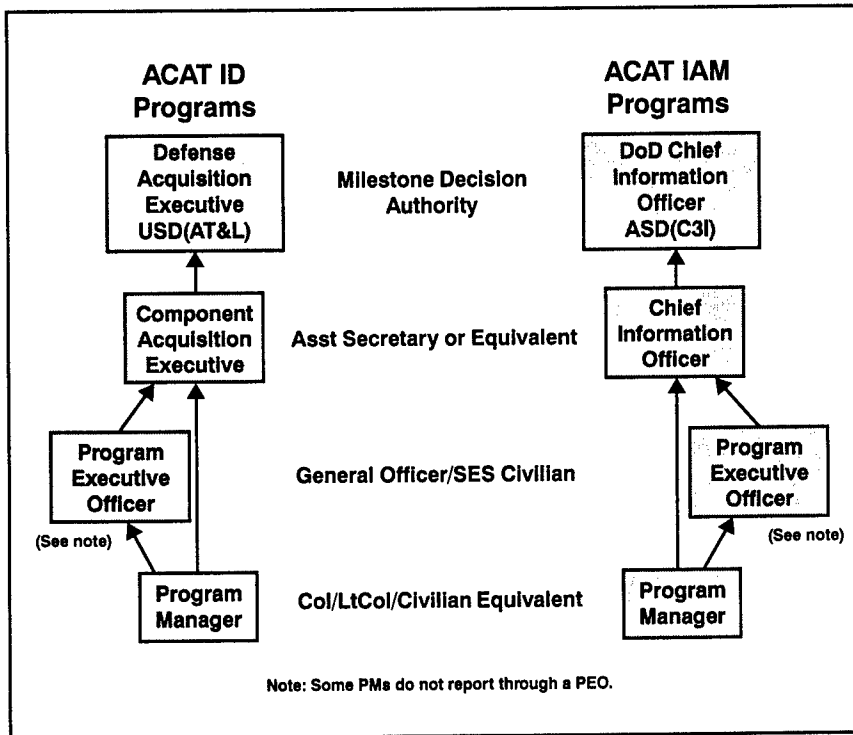 ACAT ID
Programs
Defense
Acquisition
Executive
USD(AT&L)
Component
Acquisition
Executive
Program
Executive
Officer
(See note)
Program
Manager
Milestone Decision
Authority
Asst Secretary or Equivalent
General Officer/SES Civilian
Col/LtCol/Civilian Equivalent
ACAT IAM
Programs
DoD Chief
Information
Officer
ASD(C3I)
Chief
Information
Officer
Program
Executive
Officer
(See note)
Program
Manager
Note: Some PMs do not report through a PEO.